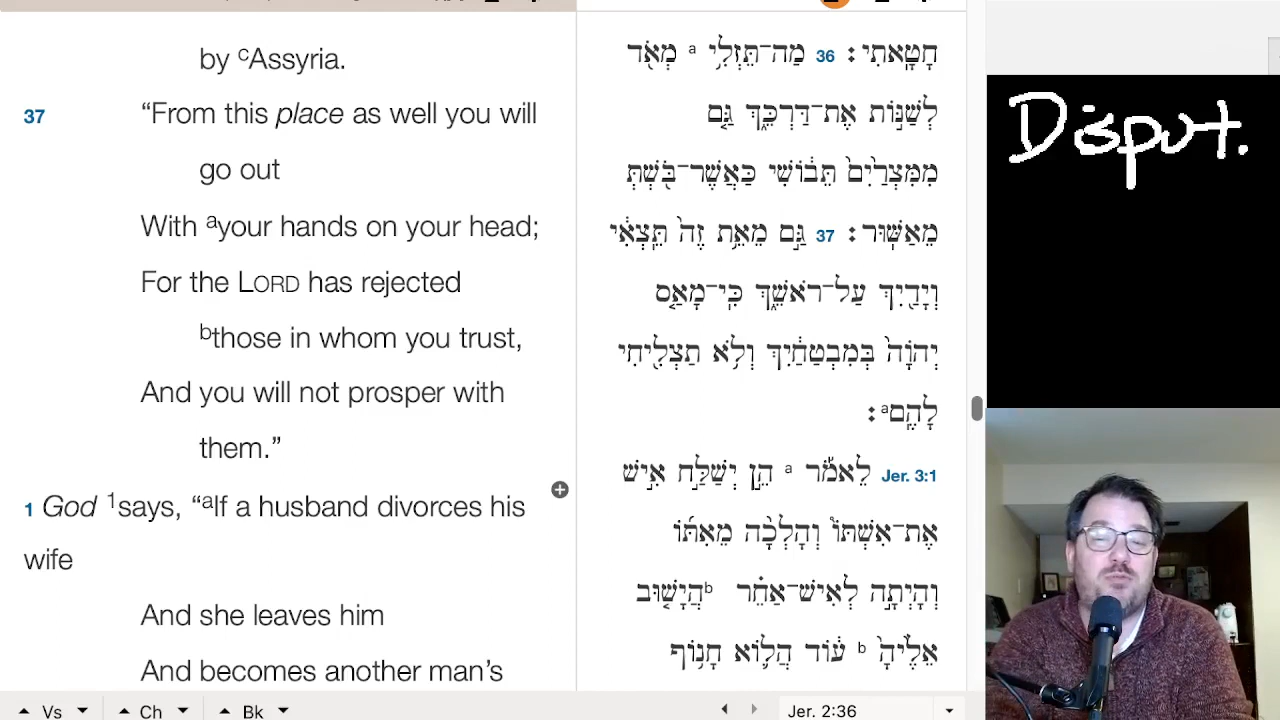 by cAssyria.
37 “From this place as well you will
go out
With ayour hands on your head;
For the LORD has rejected
bthose in whom you trust,
And you will not prosper with
them.”
1 God 1says, “aIf a husband divorces his
wife
And she leaves him
And becomes another man’s
חַטָּאתִי׃ 36 מַה־תֵּזְלִי a מְאֹד
לְשַׁנּוֹת אֶת־דַּרְכֵּךְ גַּם
מִמִּצְרַיִם תֵּבוֹשִׁי כַּאֲשֶׁר־בֹּשְׁתְּ
מֵאַשּׁוּר׃ 37 גַּם מֵאֵת זֶה תֵּצְאִי
וְיָדַיִךְ עַל־רֹאשֵׁךְ כִּי־מָאַס
יְהוָה בְּמִבְטַחַיִךְ וְלֹא תַצְלִיחִי
לָהֶםa׃
Jer. 3:1 לֵאמֹר a הֵן יְשַׁלַּח אִישׁ
אֶת־אִשְׁתּוֹ וְהָלְכָה מֵאִתּוֹ
וְהָיְתָה לְאִישׁ־אַחֵר bהֲיָשׁוּב
אֵלֶיהָ b עוֹד הֲלוֹא חָנוֹף
Disput.
Vs Ch Bk Jer. 2:36